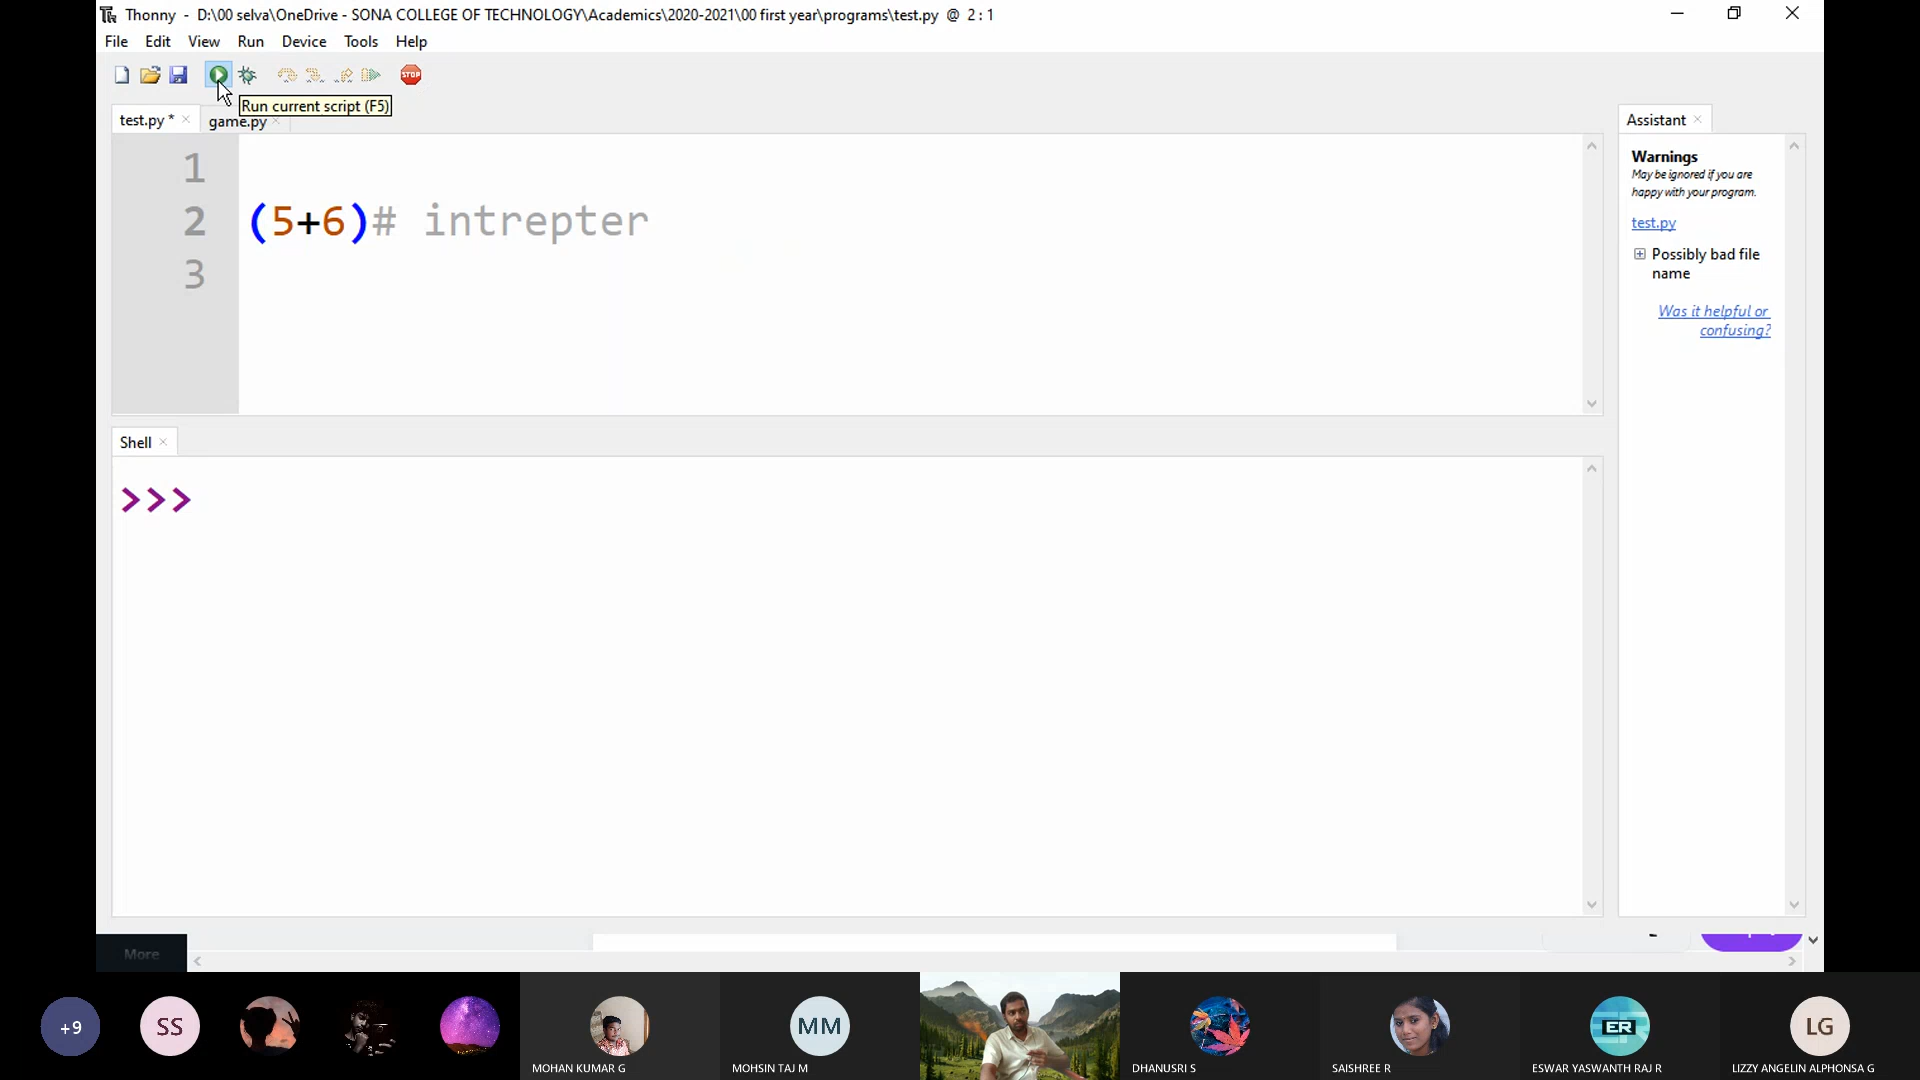 Thonny - D:\00 selva\OneDrive - SONA COLLEGE OF TECHNOLOGY\Academics\2020-2021\00 first year\programs\test.py @ 2 : 1
File Edit View Run Device Tools Help
STOP
Run current script (F5)
test.py *
game.py
1
2 (5+6)# intrepter
3
Shell
>>>
Assistant
Warnings
May be ignored if you are
happy with your program.
test.py
Possibly bad file
name
Was it helpful or
confusing?
More
+9
SS
MM
ER
LG
MOHAN KUMAR G
MOHSIN TAJ M
DHANUSRI S
SAISHREE R
ESWAR YASWANTH RAJ R
LIZZY ANGELIN ALPHONSA G